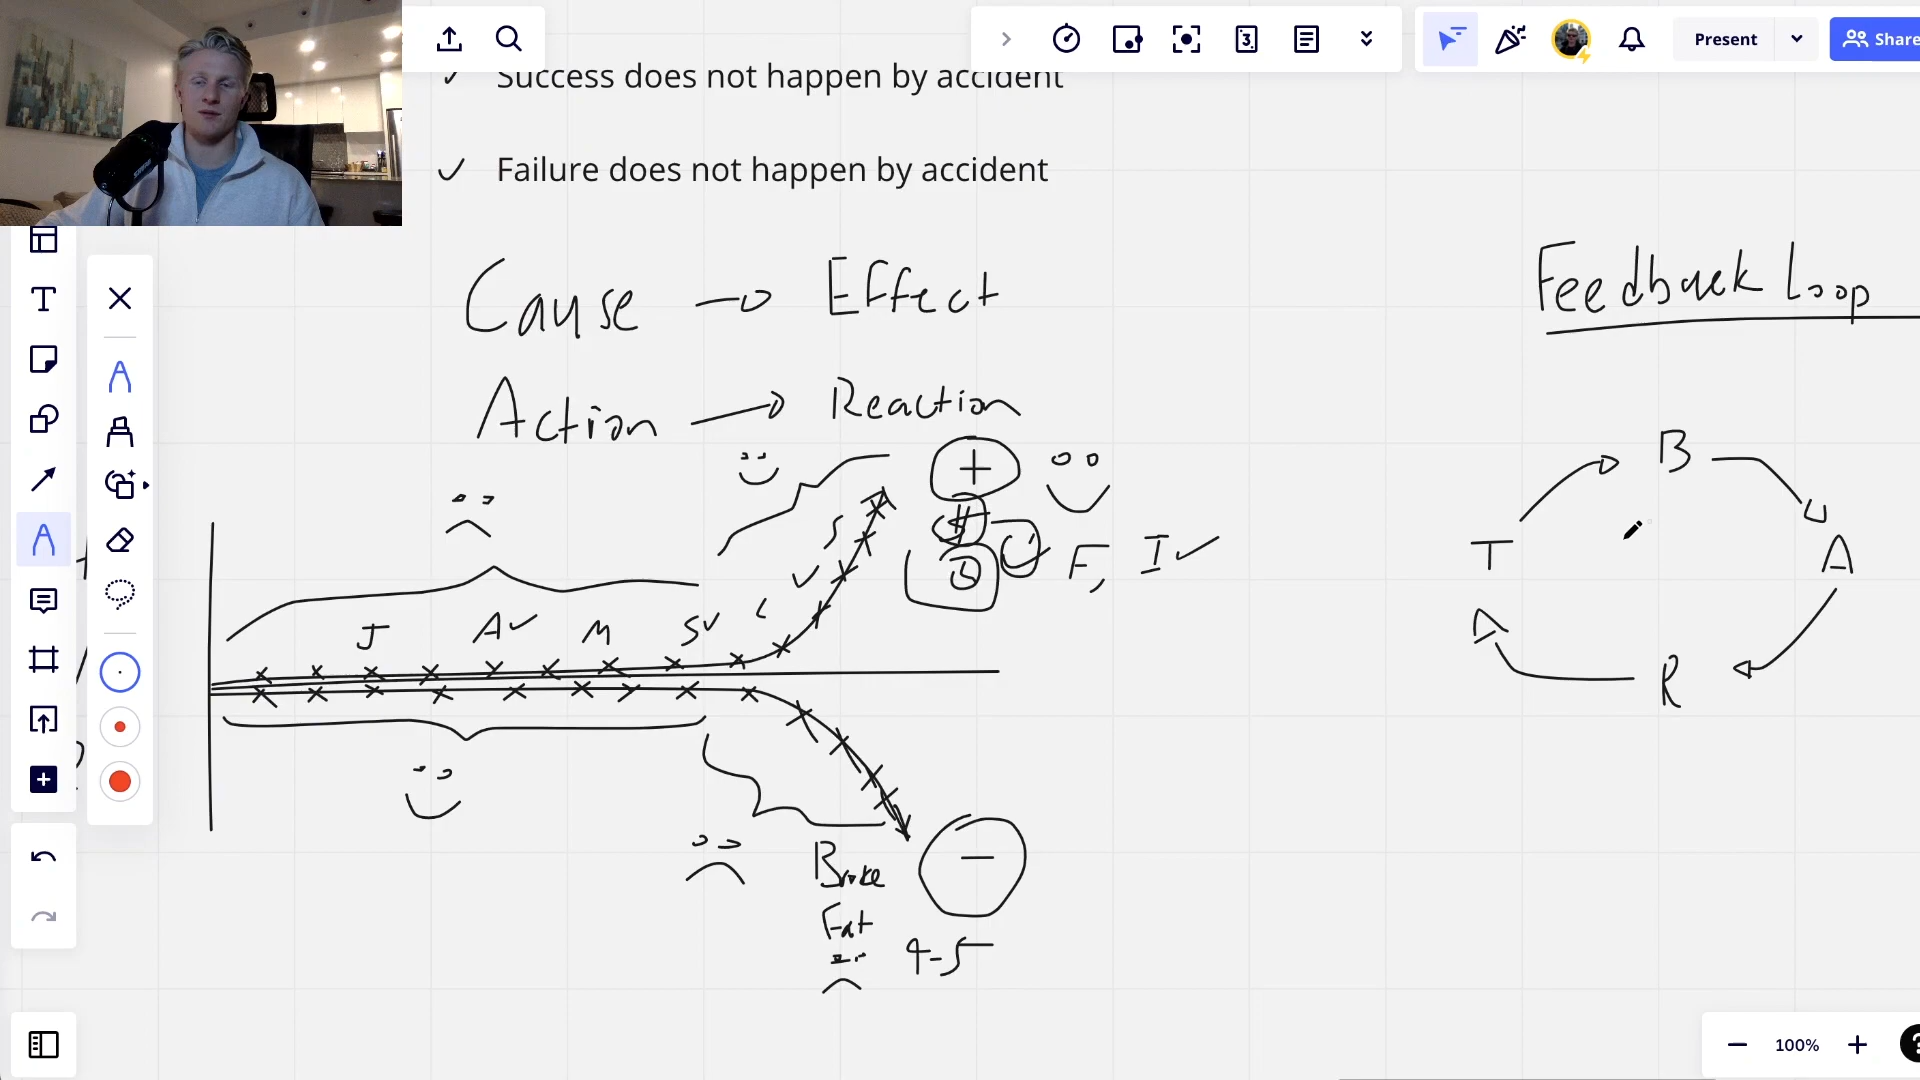 Present
Share
Success does not happen by accident
Failure does not happen by accident
Cause → Effect
Feedback Loop
Action → Reaction
+
B
T
A
F, I ✓
J A ✓ M S ✓
A
R
Broke
Fat
9-5
100%